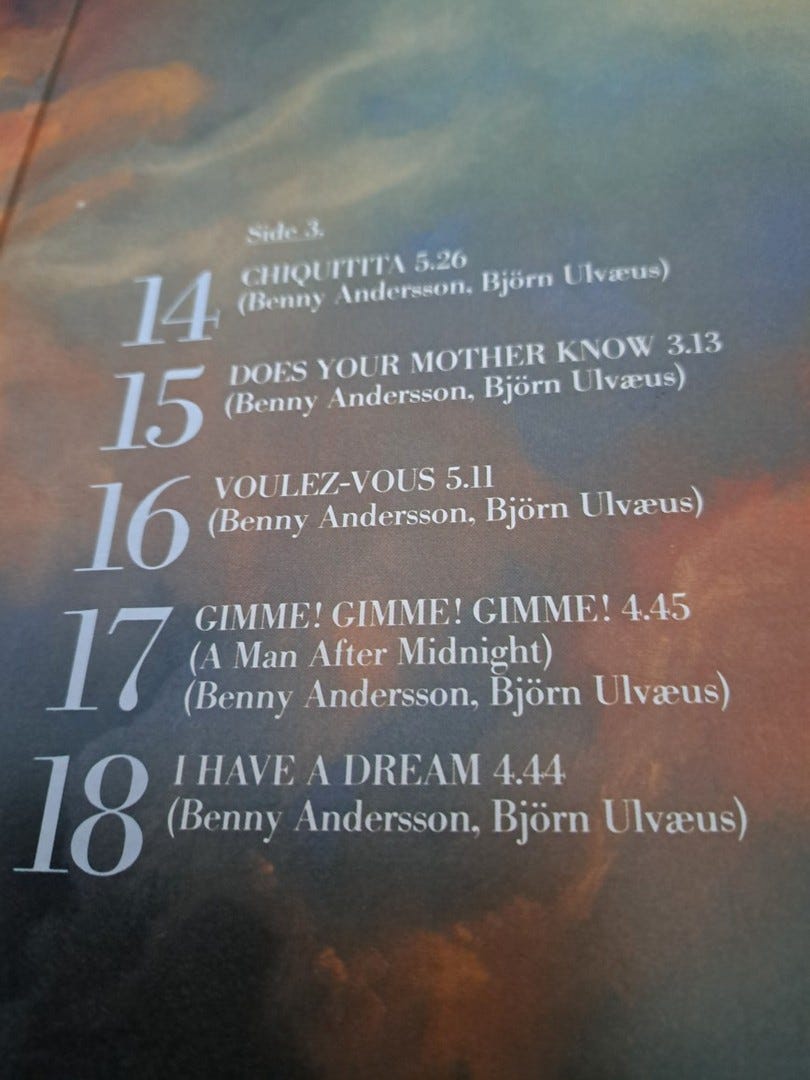 Side 3.
14 CHIQUITITA 5.26
(Benny Andersson, Björn Ulvæus)
15 DOES YOUR MOTHER KNOW 3.13
(Benny Andersson, Björn Ulvæus)
16 VOULEZ-VOUS 5.11
(Benny Andersson, Björn Ulvæus)
17 GIMME! GIMME! GIMME! 4.45
(A Man After Midnight)
(Benny Andersson, Björn Ulvæus)
18 I HAVE A DREAM 4.44
(Benny Andersson, Björn Ulvæus)